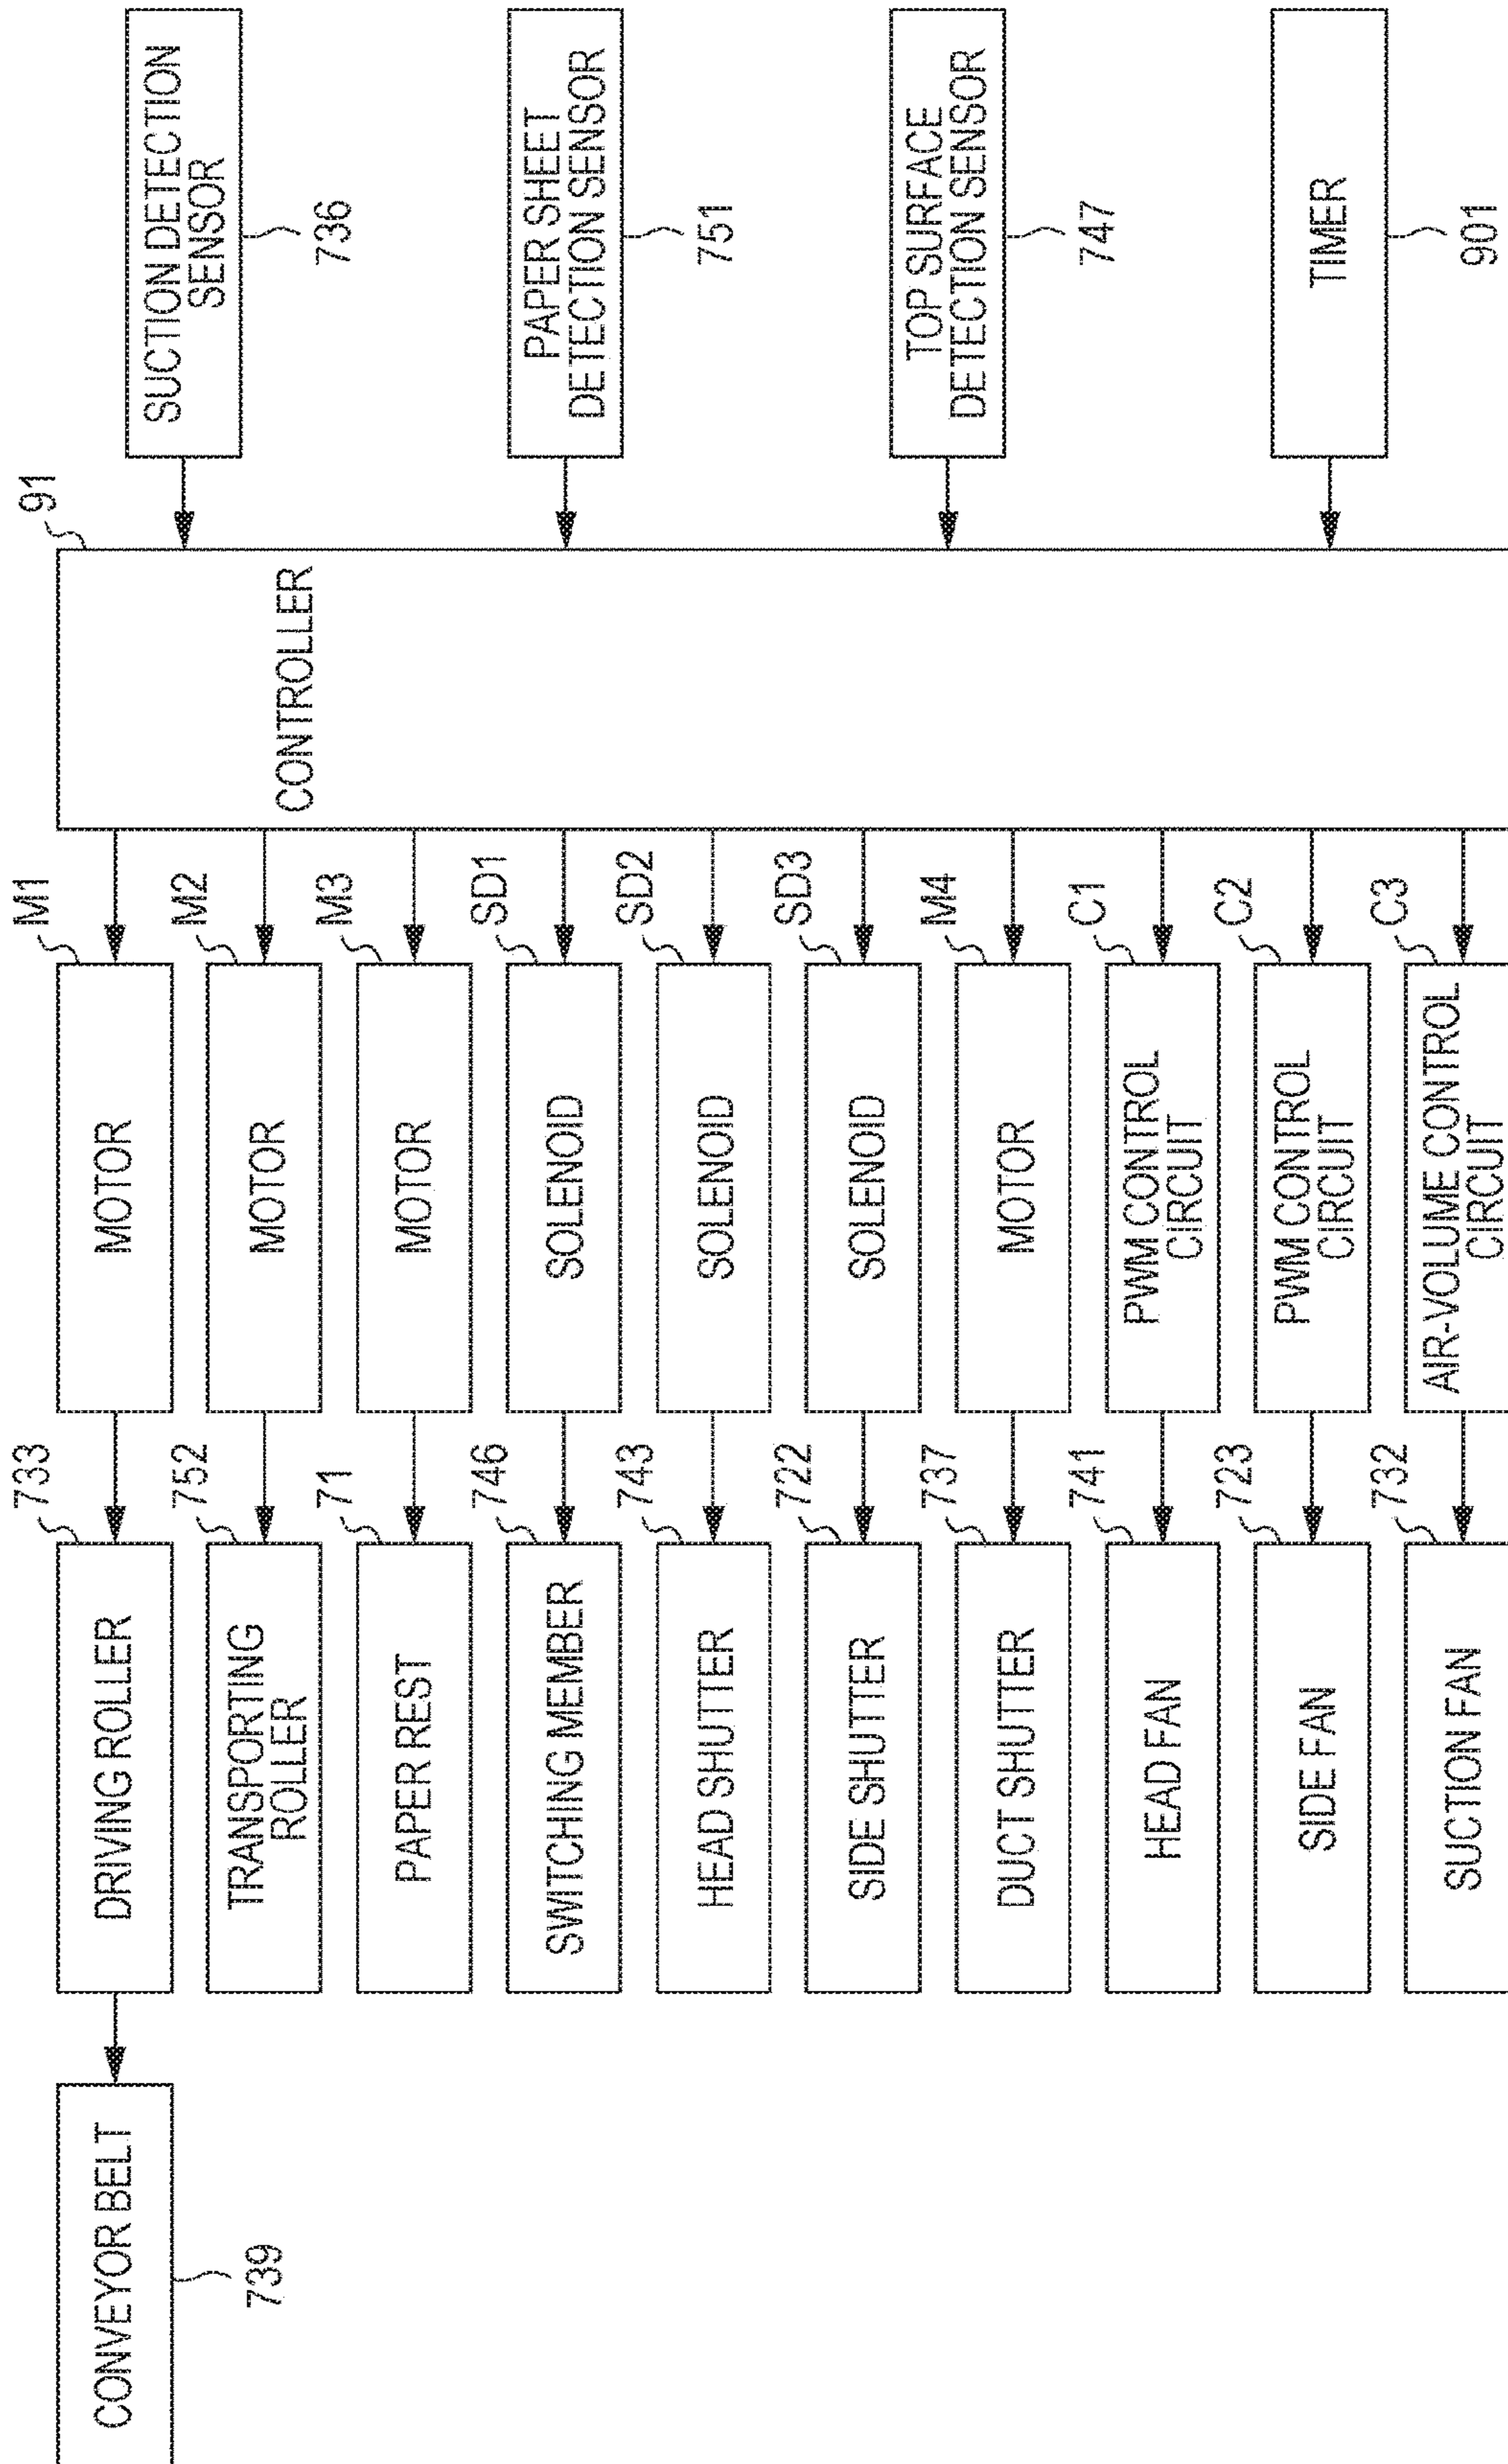 SUCTION DETECTION
SENSOR
736
PAPER SHEET
DETECTION SENSOR
751
TOP SURFACE
DETECTION SENSOR
747
TIMER
901
91
CONTROLLER
M1
MOTOR
M2
MOTOR
M3
MOTOR
SD1
SOLENOID
SD2
SOLENOID
SD3
SOLENOID
M4
MOTOR
C1
PWM CONTROL
CIRCUIT
C2
PWM CONTROL
CIRCUIT
C3
AIR-VOLUME CONTROL
CIRCUIT
733
DRIVING ROLLER
752
TRANSPORTING
ROLLER
71
PAPER REST
746
SWITCHING MEMBER
743
HEAD SHUTTER
722
SIDE SHUTTER
737
DUCT SHUTTER
741
HEAD FAN
723
SIDE FAN
732
SUCTION FAN
CONVEYOR BELT
739